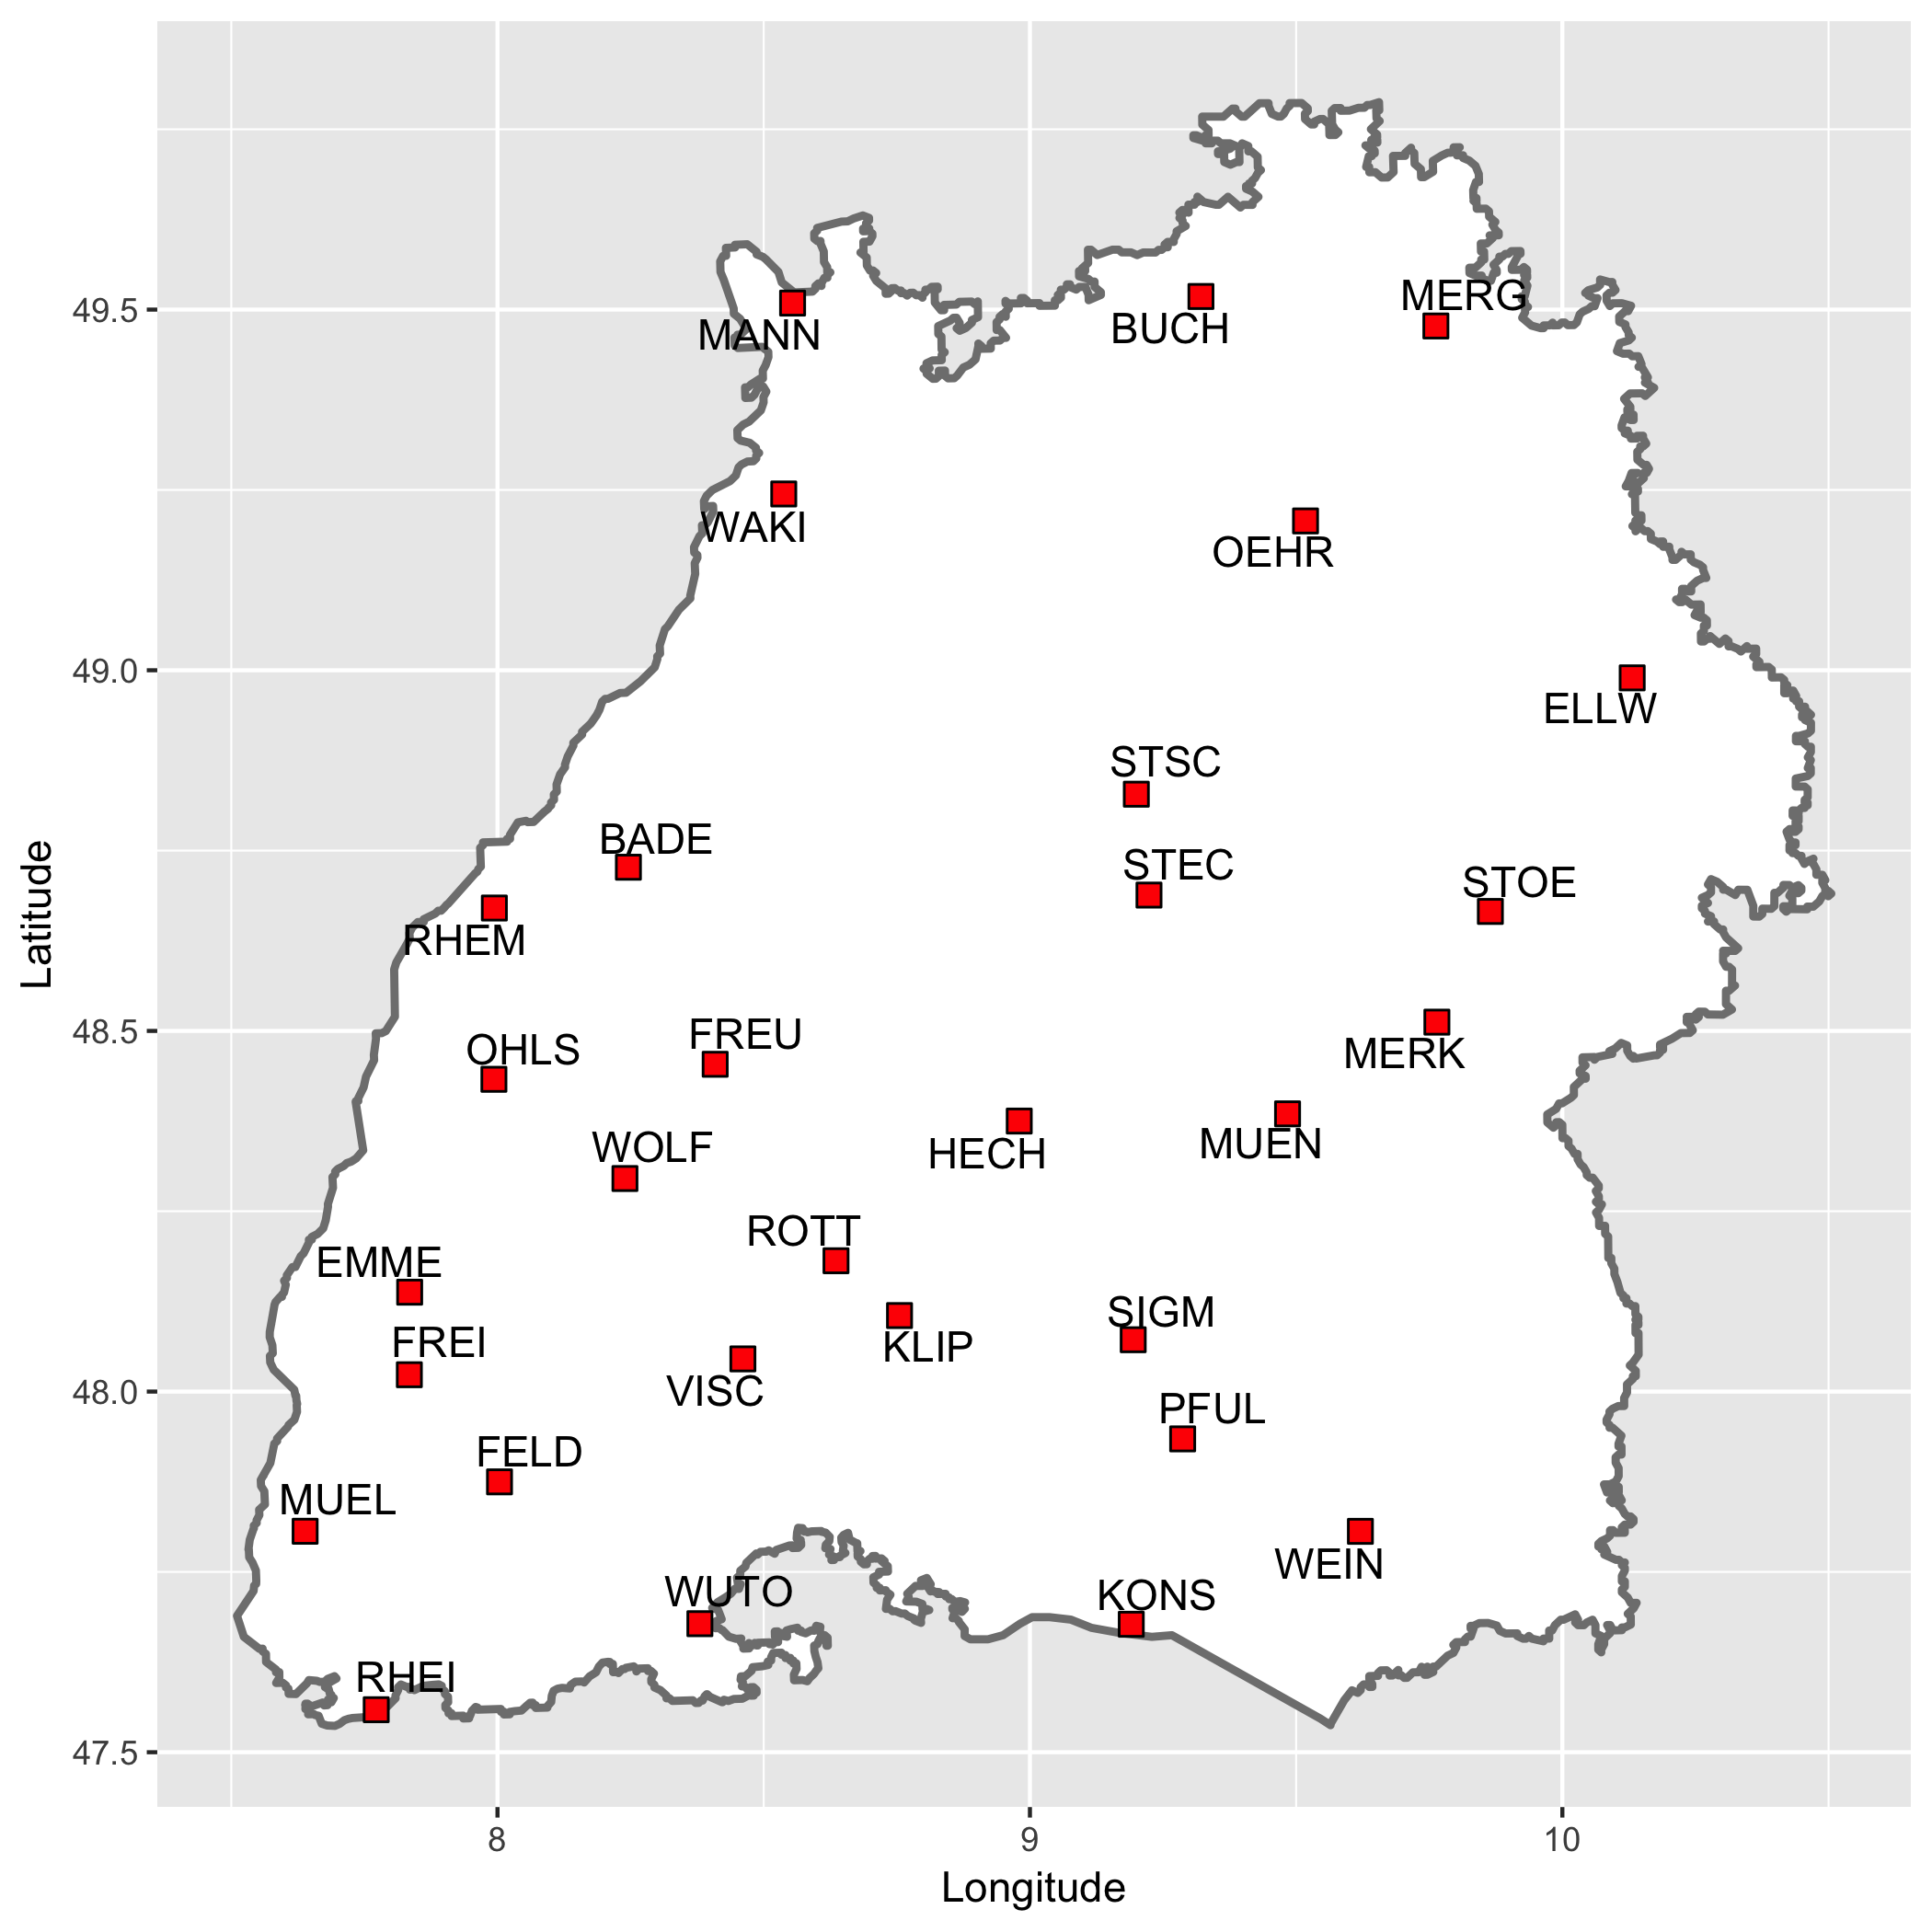 MERG
49.5
MANN
BUCH
WAKI
OEHR
49.0
ELLW
STSC
BADE
STEC
STOE
Latitude
RHEM
48.5
OHLS
FREU
MERK
WOLF
HECH
MUEN
ROTT
EMME
SIGM
FREI
KLIP
48.0
VISC
PFUL
FELD
MUEL
WEIN
WUTO
KONS
RHEI
47.5
8
9
10
Longitude